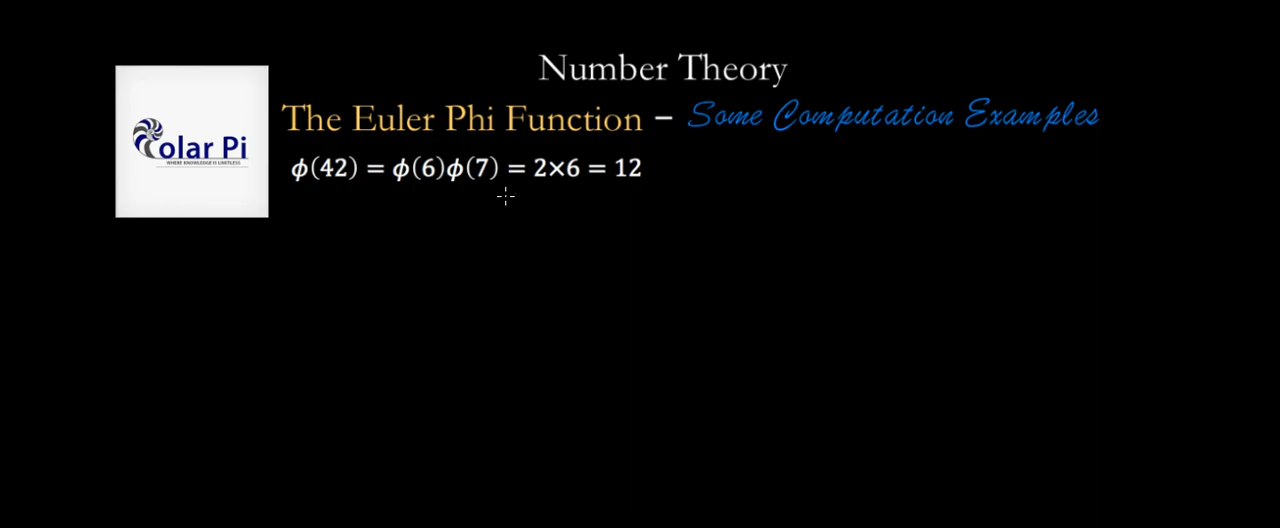 Number Theory
The Euler Phi Function – Some Computation Examples
olar Pi
WHERE KNOWLEDGE IS LIMITLESS
ϕ(42) = ϕ(6)ϕ(7) = 2×6 = 12